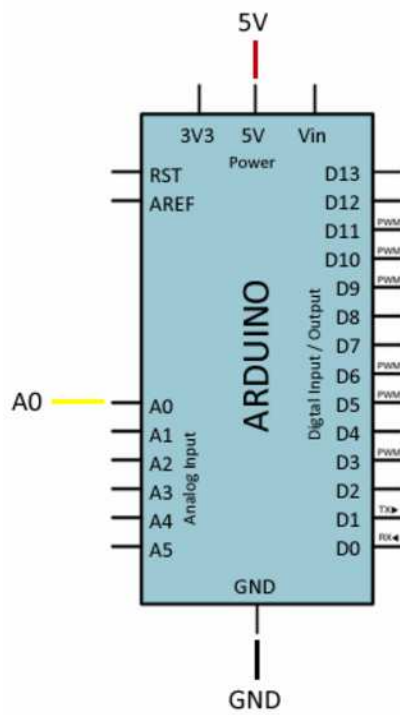 5V
3V3 5V Vin
Power
RST D13
AREF D12
D11 PWM
D10 PWM
D9 PWM
D8
D7
D6 PWM
A0 A0 D5 PWM
A1 D4
A2 D3 PWM
A3 D2
A4 D1 TX▶
A5 D0 RX◀
ARDUINO
Analog Input
Digtal Input / Output
GND
GND